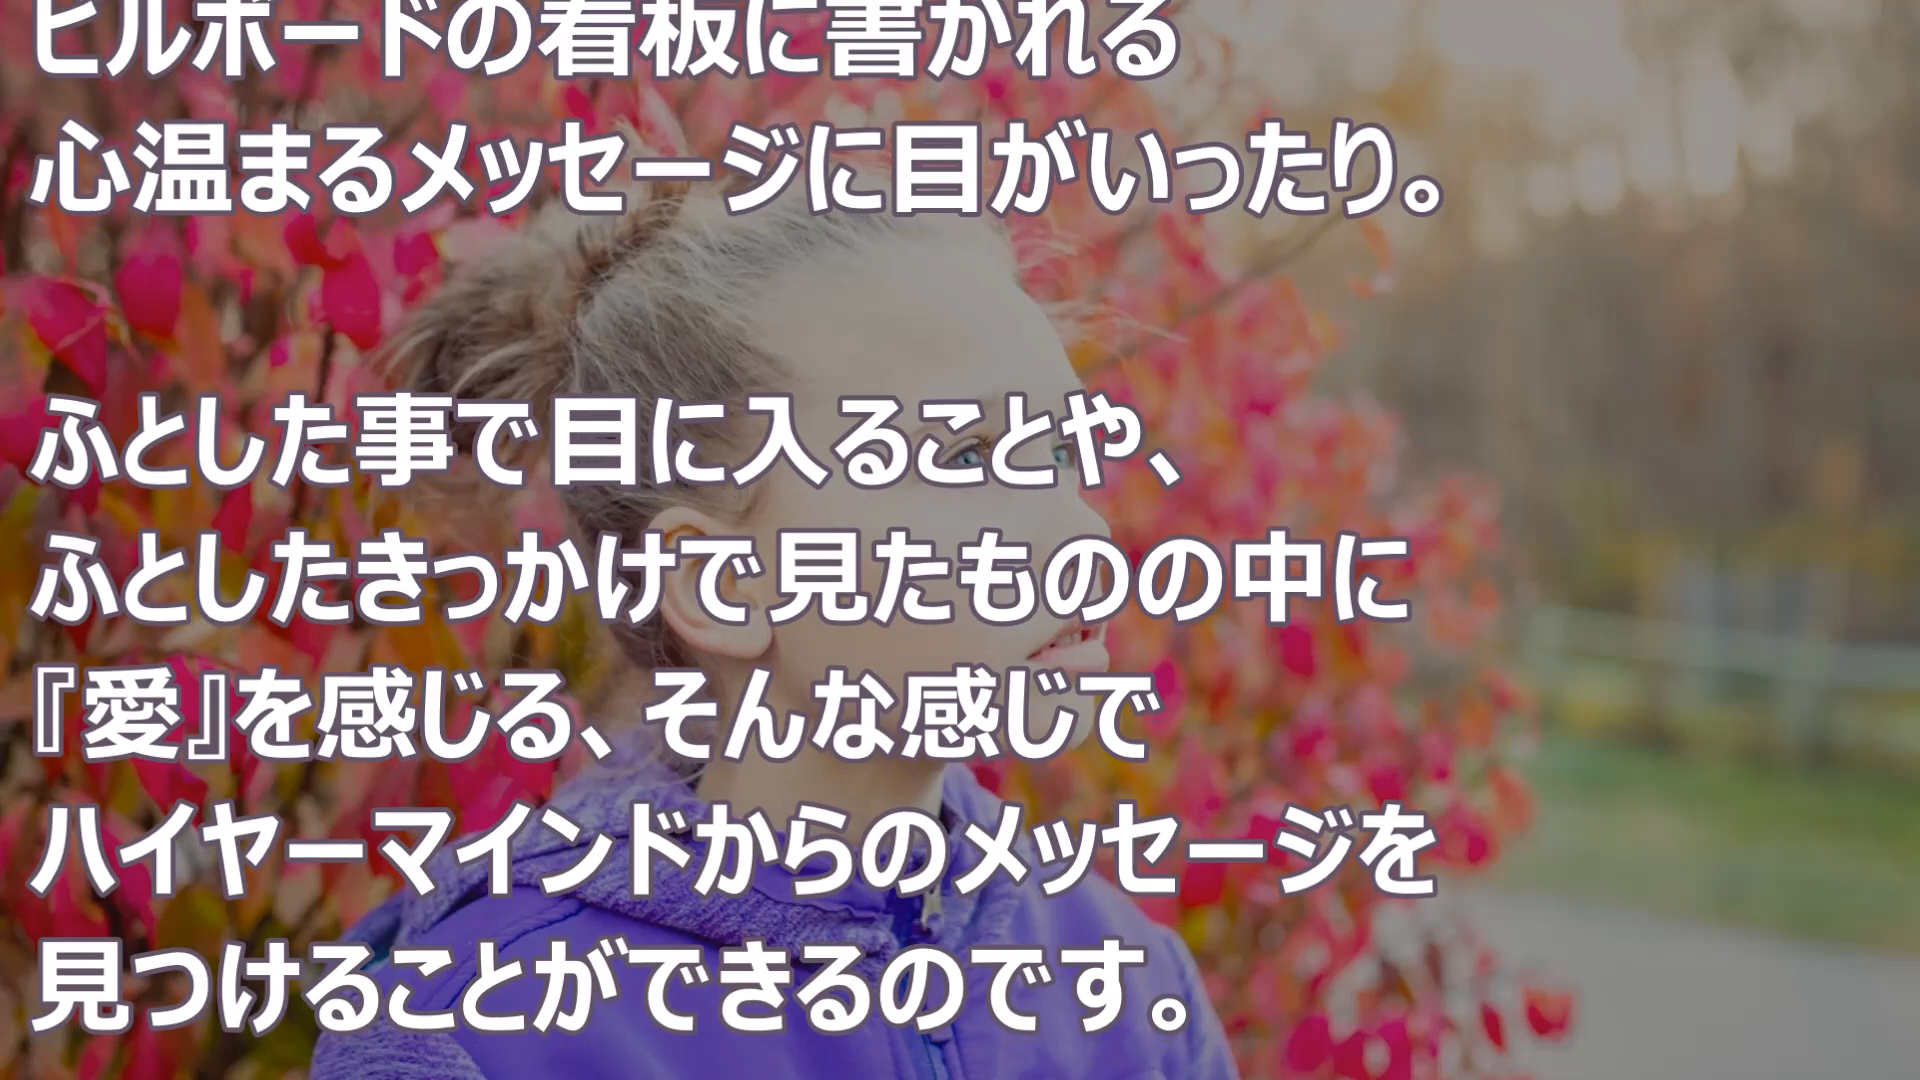 ビルボードの看板に書かれる
心温まるメッセージに目がいったり。
ふとした事で目に入ることや、
ふとしたきっかけで見たものの中に
『愛』を感じる、そんな感じで
ハイヤーマインドからのメッセージを
見つけることができるのです。